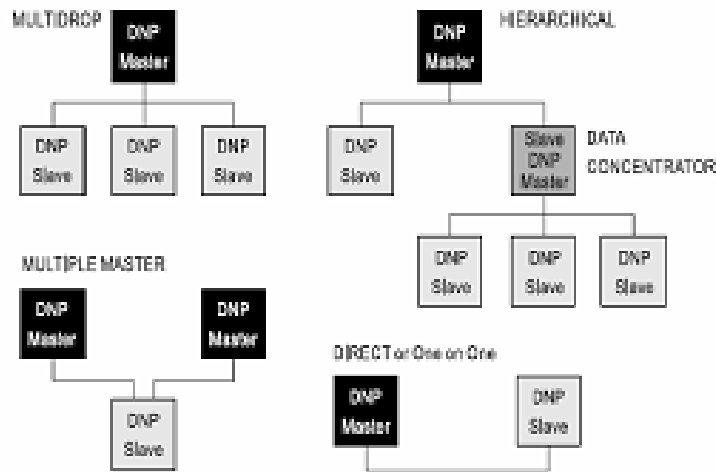 MULTIDROP
DNP
Master
DNP
Slave
DNP
Slave
DNP
Slave
HIERARCHICAL
DNP
Master
DNP
Slave
Slave
DNP
Master
DATA
CONCENTRATOR
DNP
Slave
DNP
Slave
DNP
Slave
MULTIPLE MASTER
DNP
Master
DNP
Master
DNP
Slave
DIRECT or One on One
DNP
Master
DNP
Slave